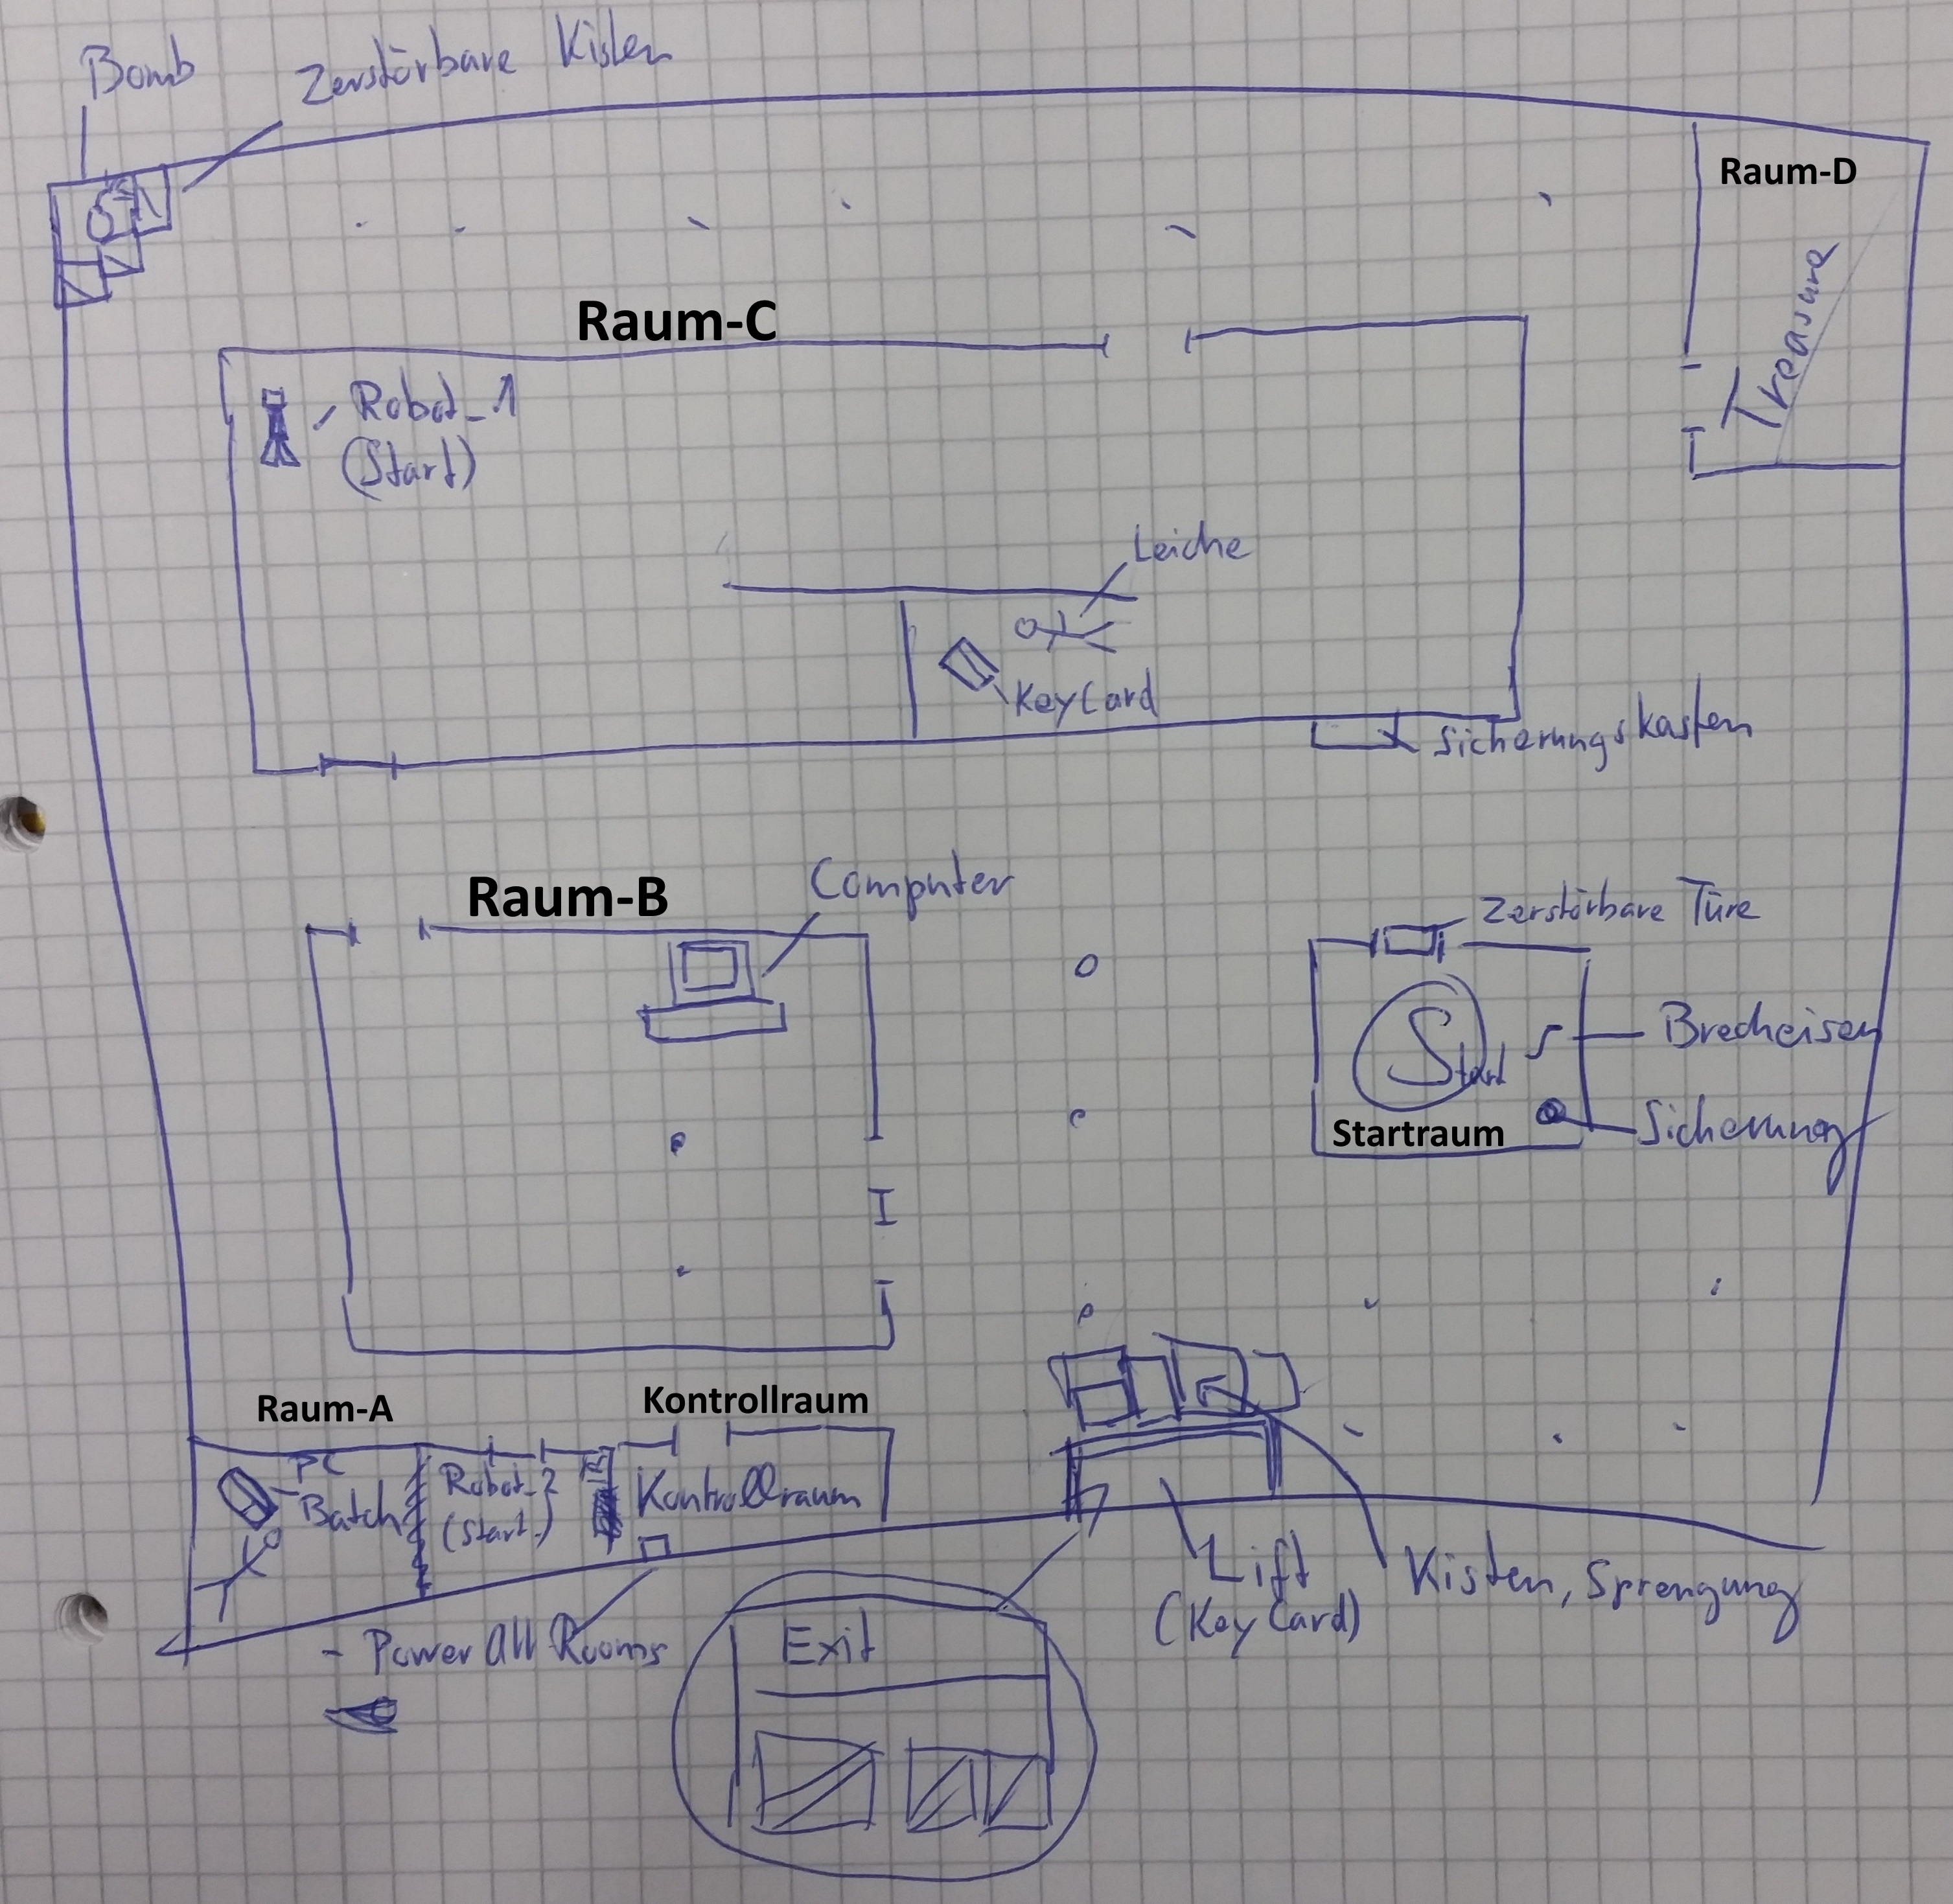 Bomb
Zerstörbare Kisten
Raum-D
Treasure
Raum-C
Robot_1
(Start)
Leiche
KeyCard
Sicherungskasten
Computer
Raum-B
Zerstörbare Türe
Start
Brecheisen
Sicherung
Startraum
Raum-A
Kontrollraum
PC
Batch
Robot_2
(Start)
Kontrollraum
Lift
(KeyCard)
Kisten, Sprengung
- Power All Rooms
Exit